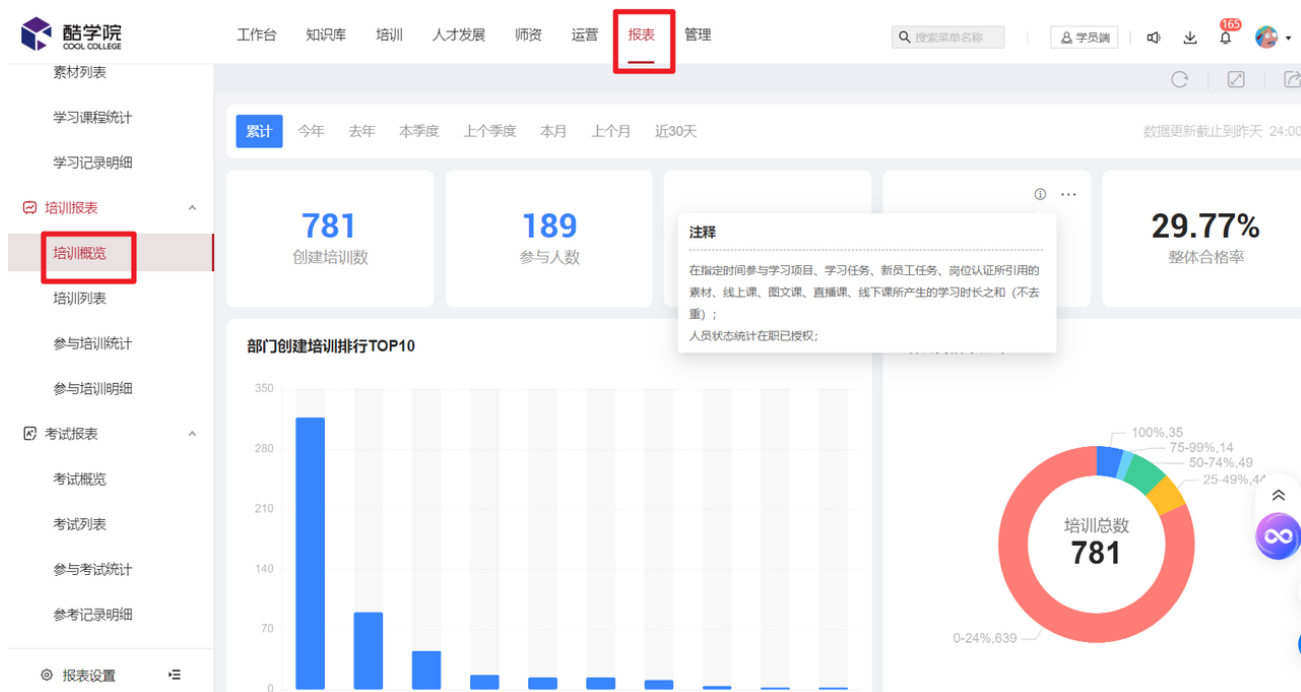 酷学院
COOL COLLEGE
工作台 知识库 培训 人才发展 师资 运营 报表 管理
搜索菜单名称
学员端
165
素材列表
学习课程统计
学习记录明细
培训报表
培训概览
培训列表
参与培训统计
参与培训明细
考试报表
考试概览
考试列表
参与考试统计
参考记录明细
报表设置
累计 今年 去年 本季度 上个季度 本月 上个月 近30天
数据更新截止到昨天 24:00
781
创建培训数
189
参与人数
注释
在指定时间参与学习项目、学习任务、新员工任务、岗位认证所引用的
素材、线上课、图文课、直播课、线下课所产生的学习时长之和（不去
重）；
人员状态统计在职已授权;
29.77%
整体合格率
部门创建培训排行TOP10
350
280
210
140
70
0
100%,35
75-99%,14
50-74%,49
25-49%,44
培训总数
781
0-24%,639